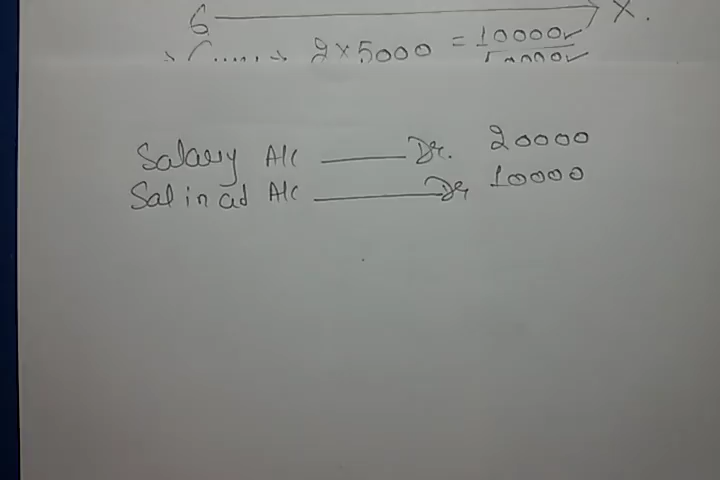 6 X.
2 × 5000 = 10000
Salary A/c Dr. 20000
Sal in ad A/c Dr 10000